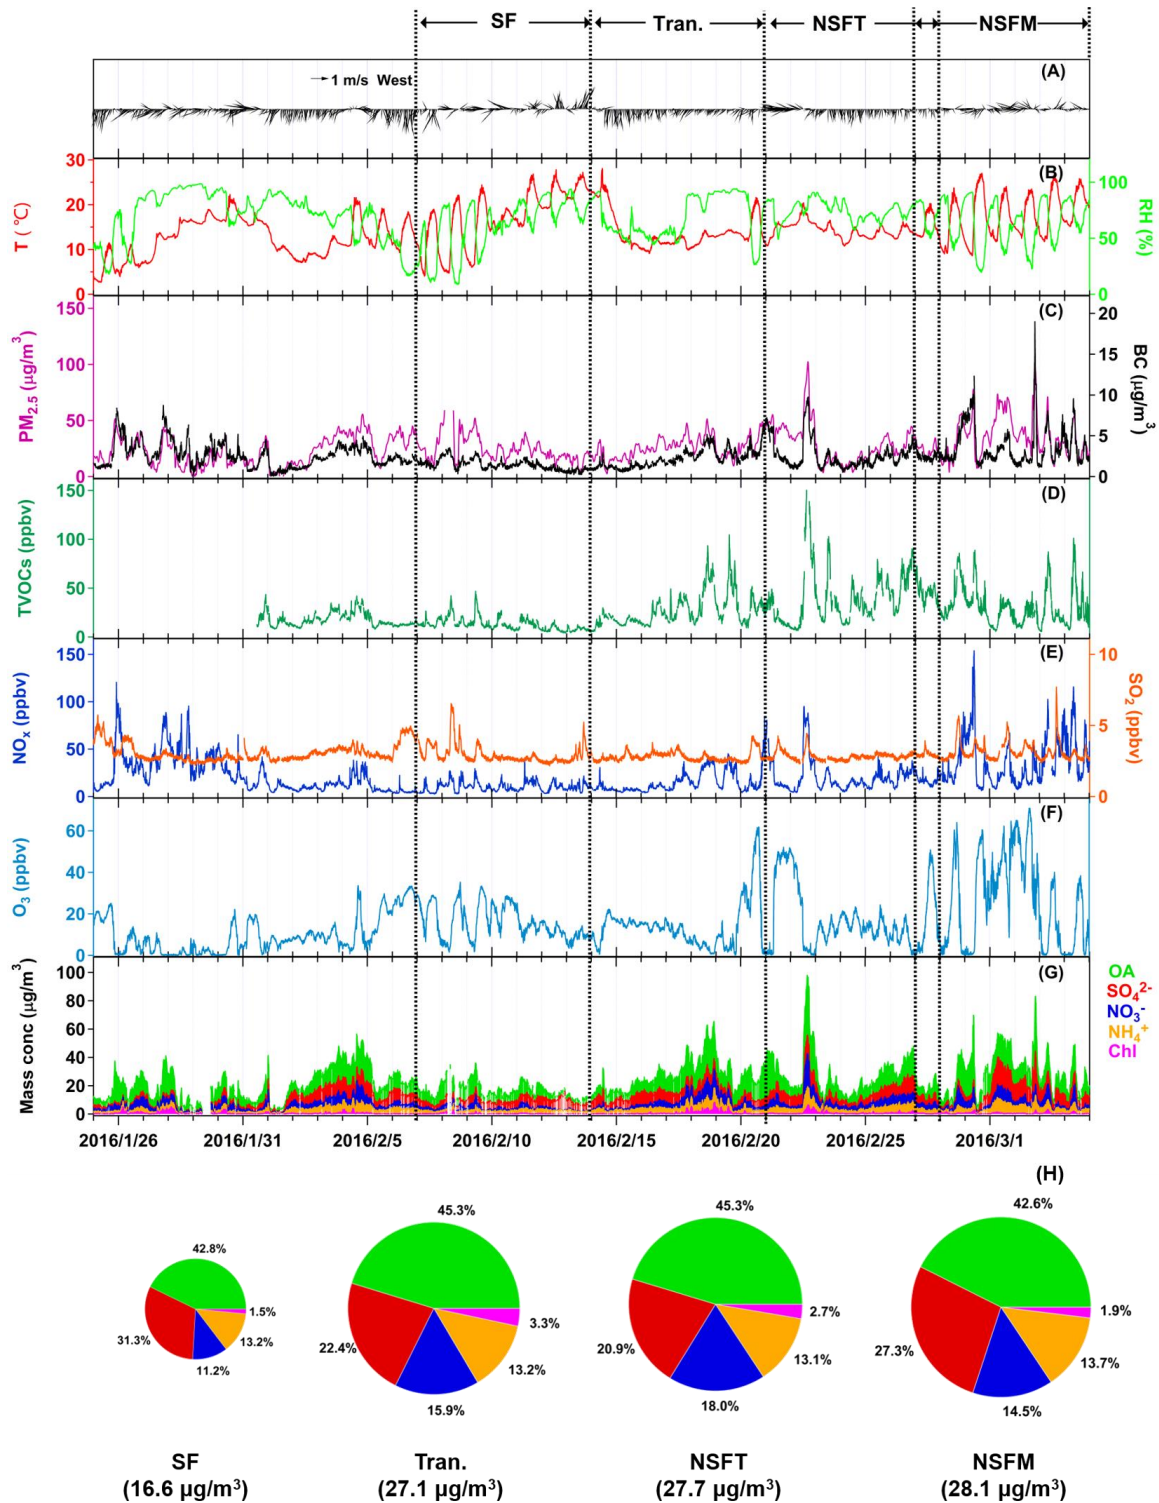 SF Tran. NSFT NSFM
(A)
1 m/s West
30 (B) 100
20
T (℃) RH (%)
10 50
0 0
150 (C) 20
15
100
PM2.5 (μg/m3) BC (μg/m3)
10
50
5
0 0
150 (D)
100
TVOCs (ppbv)
50
0
150 (E) 10
100
NOx (ppbv) SO2 (ppbv)
50 5
0 0
(F)
60
40
O3 (ppbv)
20
0
100 (G) OA
80 SO42-
60 NO3-
Mass conc (μg/m3) NH4+
40 Chl
20
0
2016/1/26 2016/1/31 2016/2/5 2016/2/10 2016/2/15 2016/2/20 2016/2/25 2016/3/1
(H)
42.8%
1.5%
13.2%
11.2%
31.3%
45.3%
3.3%
13.2%
15.9%
22.4%
45.3%
2.7%
13.1%
18.0%
20.9%
42.6%
1.9%
13.7%
14.5%
27.3%
SF Tran. NSFT NSFM
(16.6 μg/m3) (27.1 μg/m3) (27.7 μg/m3) (28.1 μg/m3)